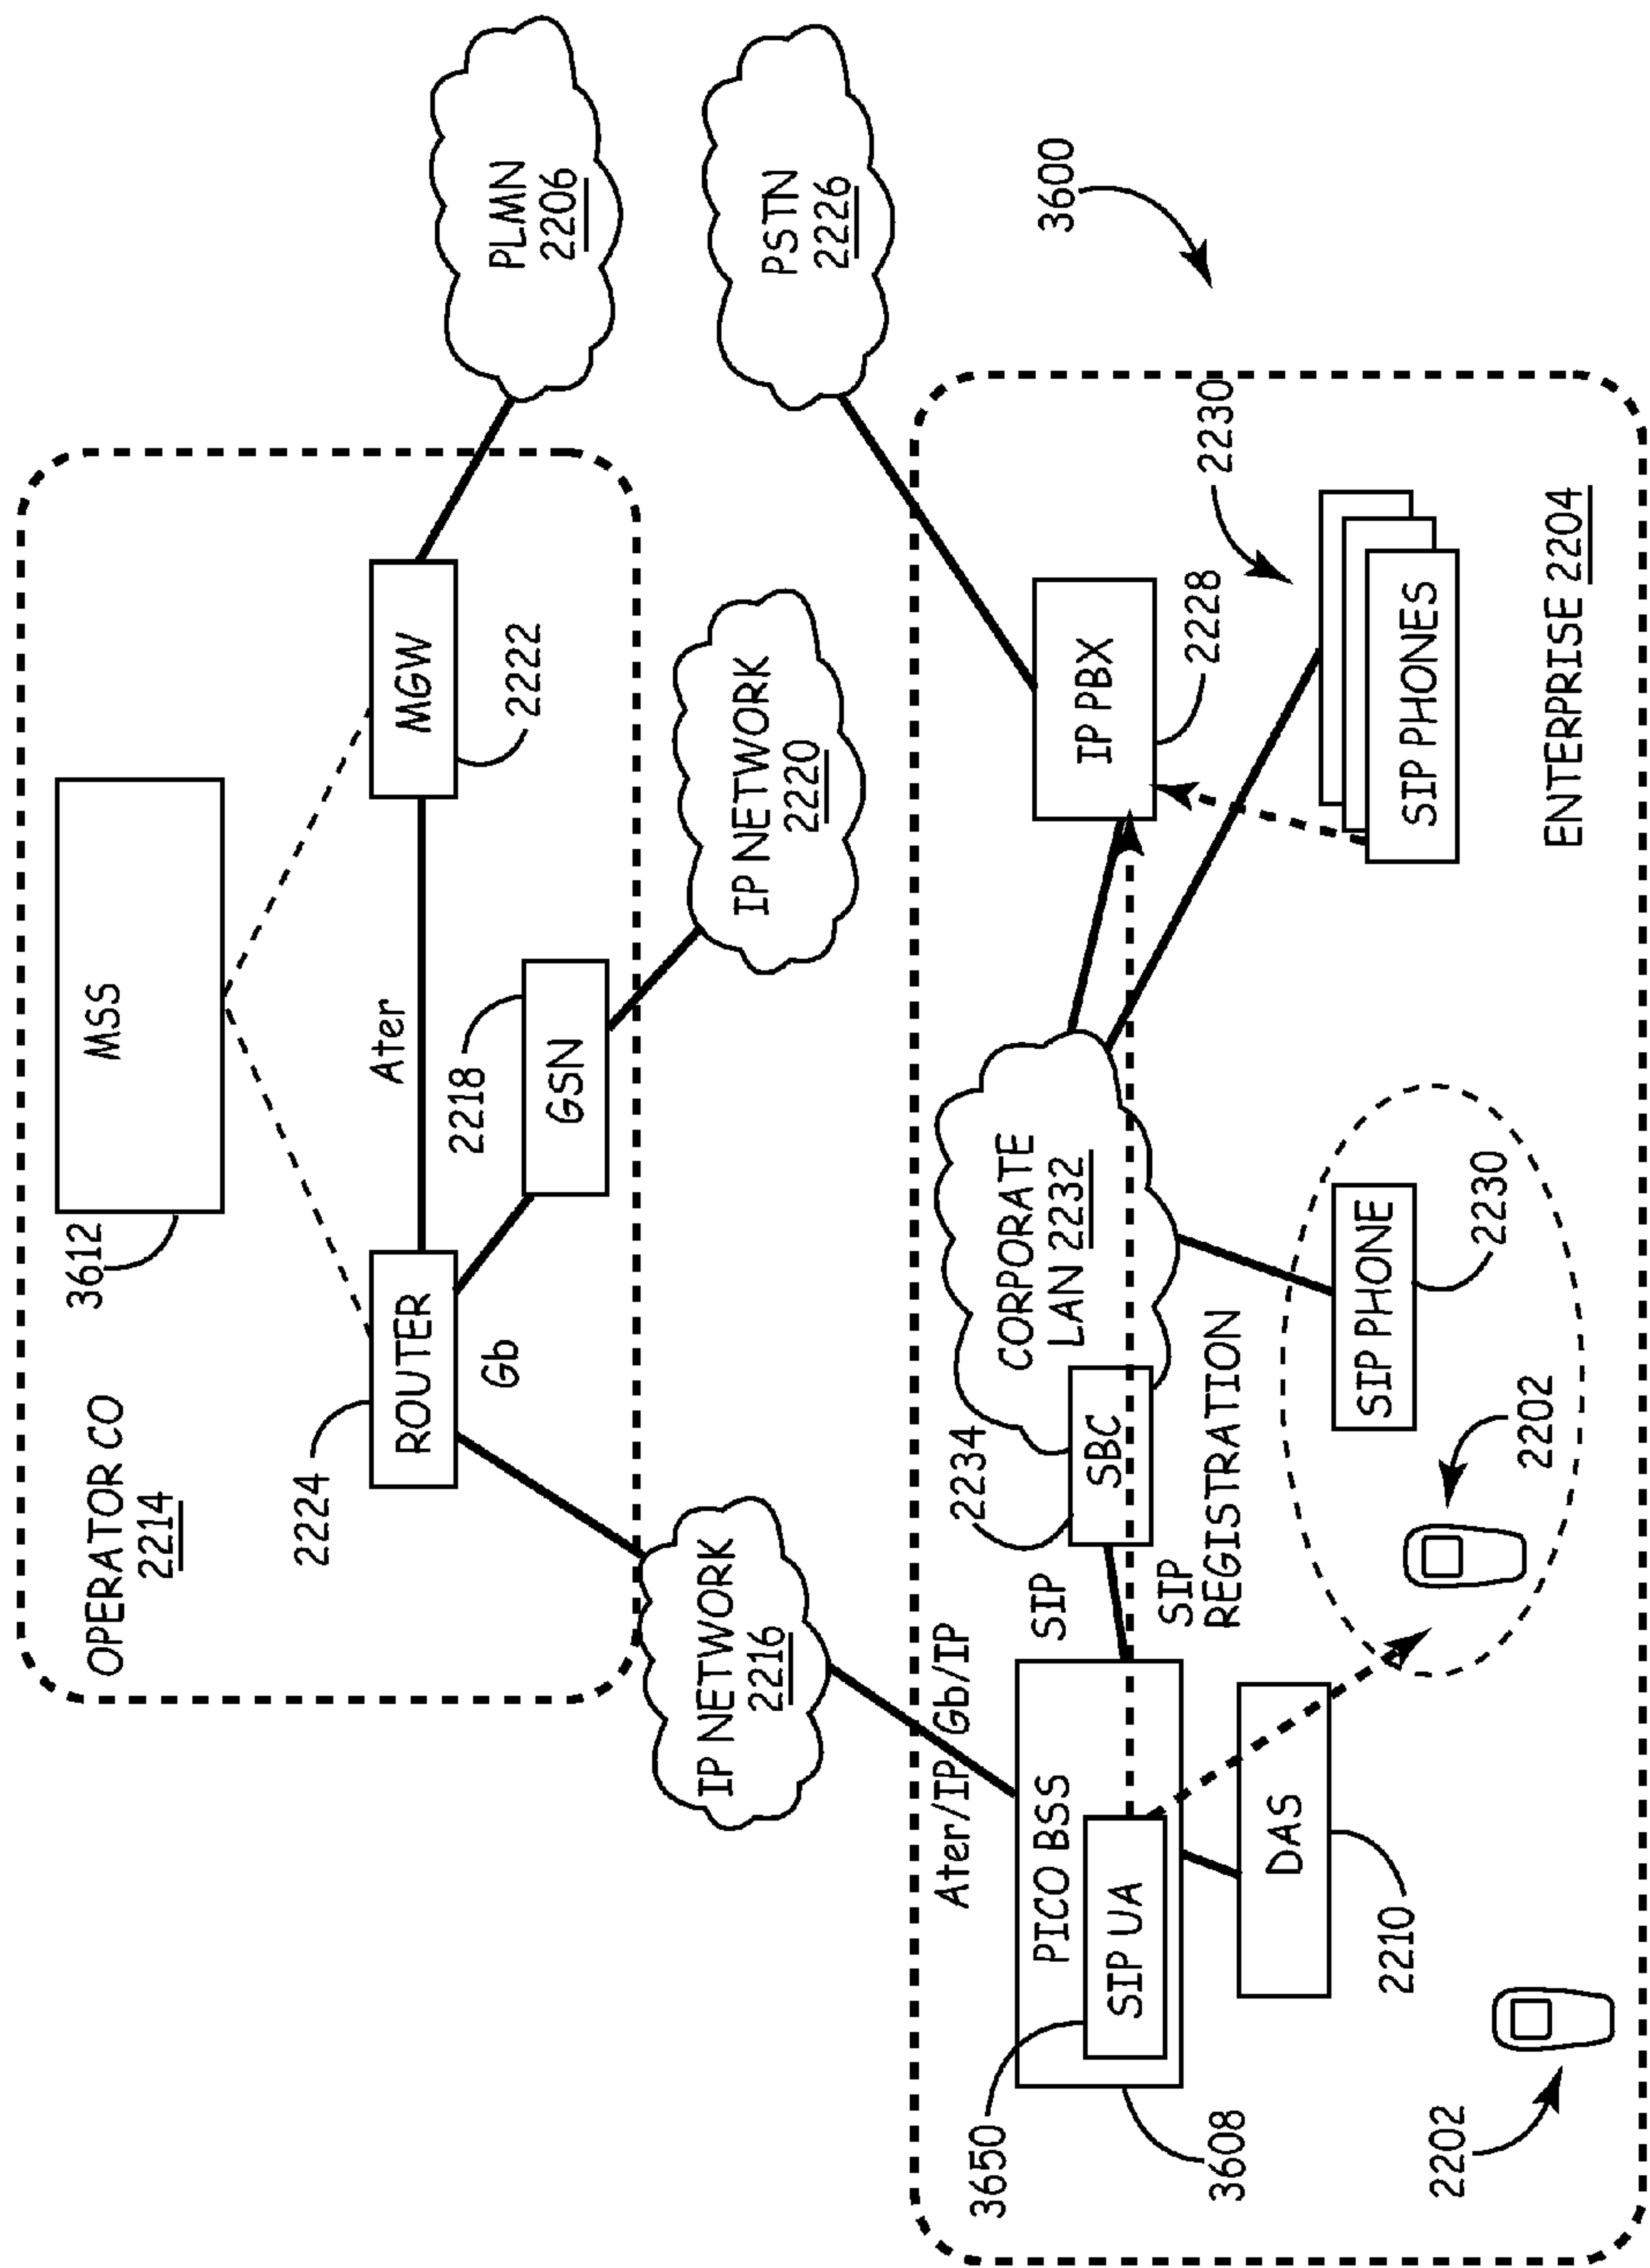 OPERATOR CO
2214
3612
MSS
2224
ROUTER
Ater
MGW
2222
Gb
2218
GSN
PLMN
2206
IP NETWORK
2216
IP NETWORK
2220
PSTN
2226
Ater/IP Gb/IP
3600
3650
PICO BSS
SIP UA
3608
SIP
2234
SBC
SIP
REGISTRATION
CORPORATE
LAN 2232
IP PBX
2228
2230
DAS
2210
SIP PHONE
2230
SIP PHONES
2202
2202
ENTERPRISE 2204